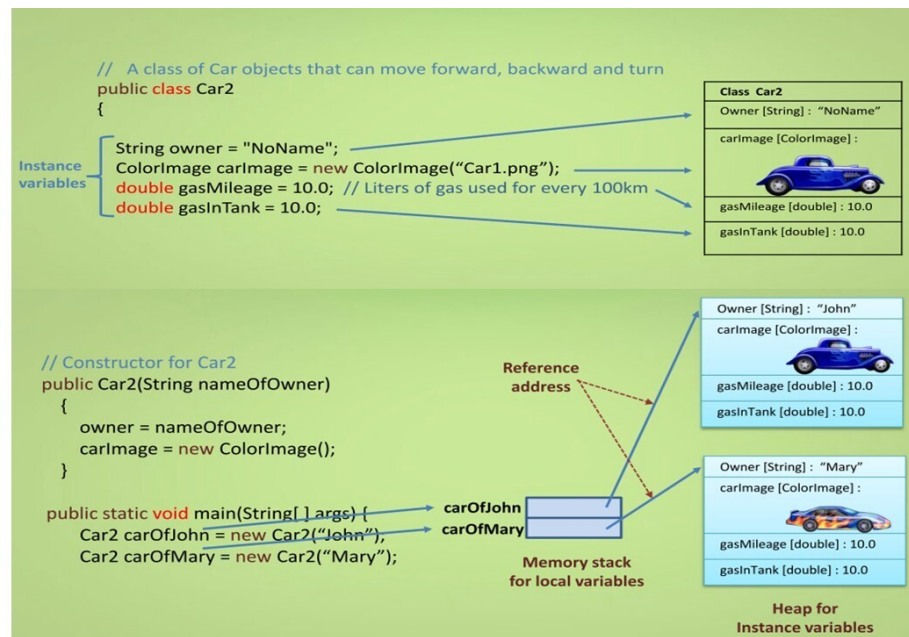 // A class of Car objects that can move forward, backward and turn
public class Car2
{
Instance
variables
String owner = "NoName";
ColorImage carImage = new ColorImage("Car1.png");
double gasMileage = 10.0; // Liters of gas used for every 100km
double gasInTank = 10.0;
Class Car2
Owner [String] : "NoName"
carImage [ColorImage] :
gasMileage [double] : 10.0
gasInTank [double] : 10.0
// Constructor for Car2
public Car2(String nameOfOwner)
{
owner = nameOfOwner;
carImage = new ColorImage();
}
public static void main(String[ ] args) {
Car2 carOfJohn = new Car2("John");
Car2 carOfMary = new Car2("Mary");
Reference
address
carOfJohn
carOfMary
Memory stack
for local variables
Owner [String] : "John"
carImage [ColorImage] :
gasMileage [double] : 10.0
gasInTank [double] : 10.0
Owner [String] : "Mary"
carImage [ColorImage] :
gasMileage [double] : 10.0
gasInTank [double] : 10.0
Heap for
Instance variables